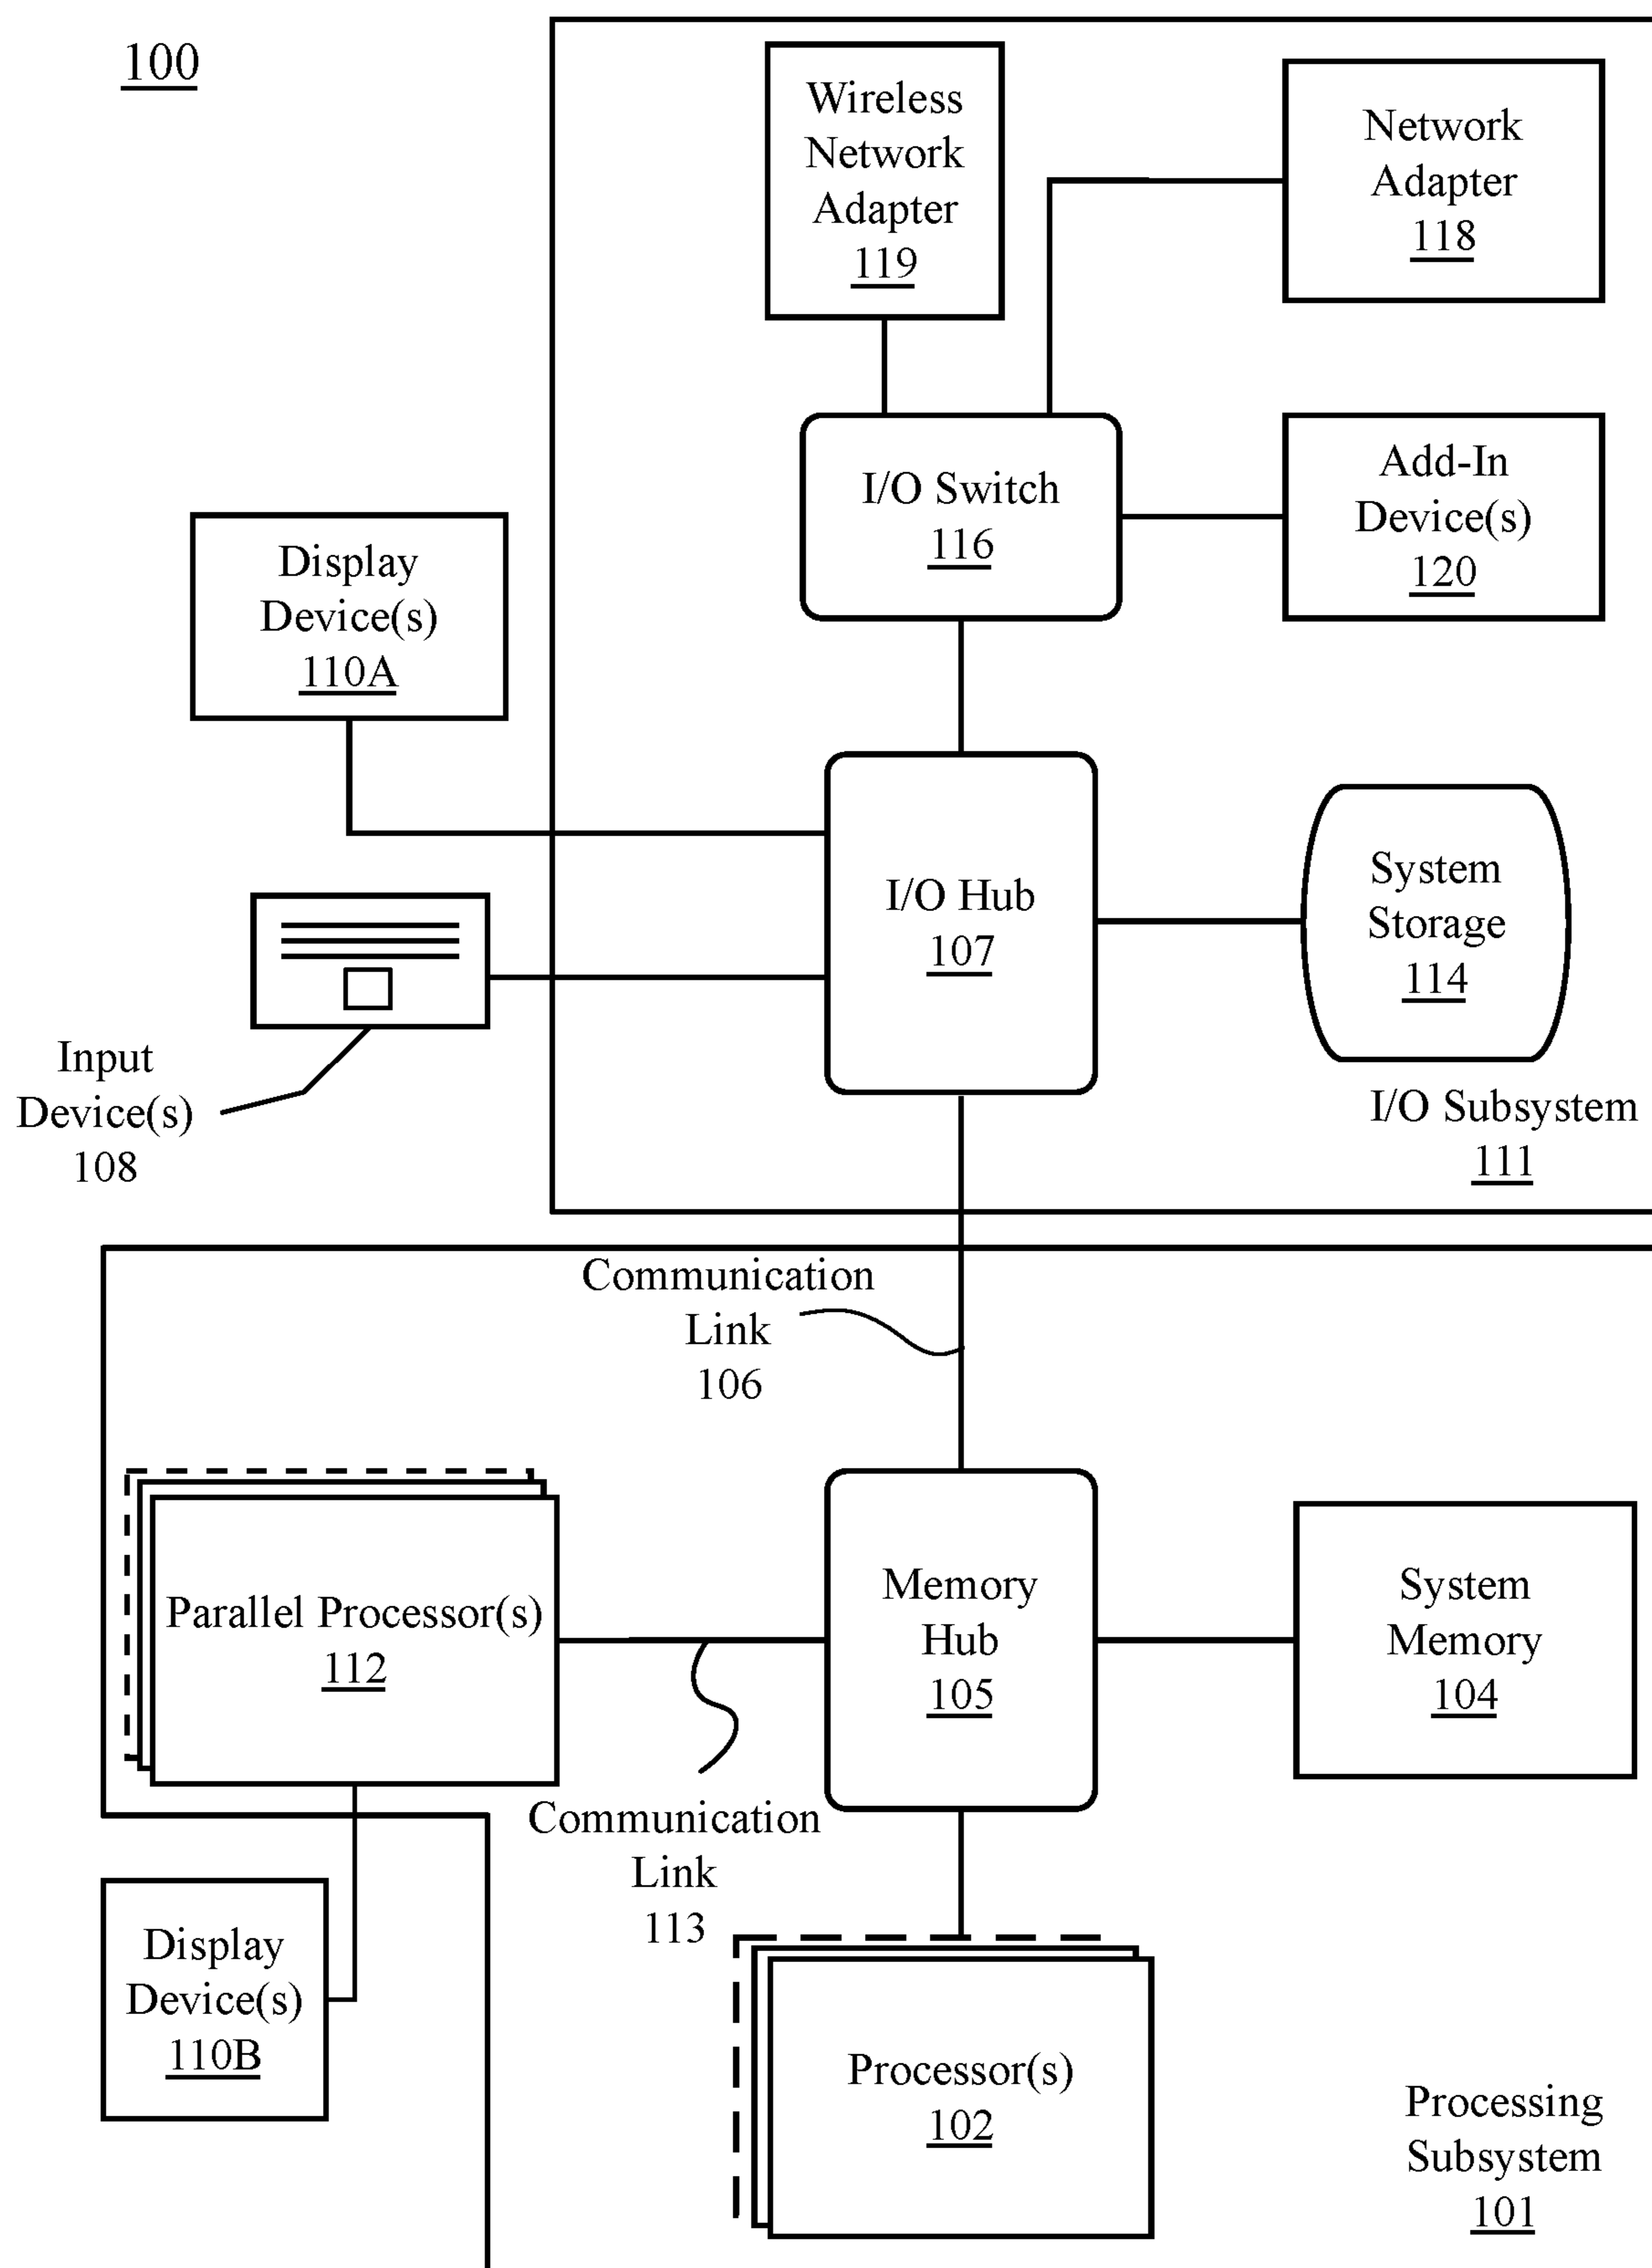 100
Wireless
Network
Adapter
119
Network
Adapter
118
I/O Switch
116
Add-In
Device(s)
120
Display
Device(s)
110A
I/O Hub
107
System
Storage
114
Input
Device(s)
108
I/O Subsystem
111
Communication
Link
106
Parallel Processor(s)
112
Memory
Hub
105
System
Memory
104
Communication
Link
113
Display
Device(s)
110B
Processor(s)
102
Processing
Subsystem
101